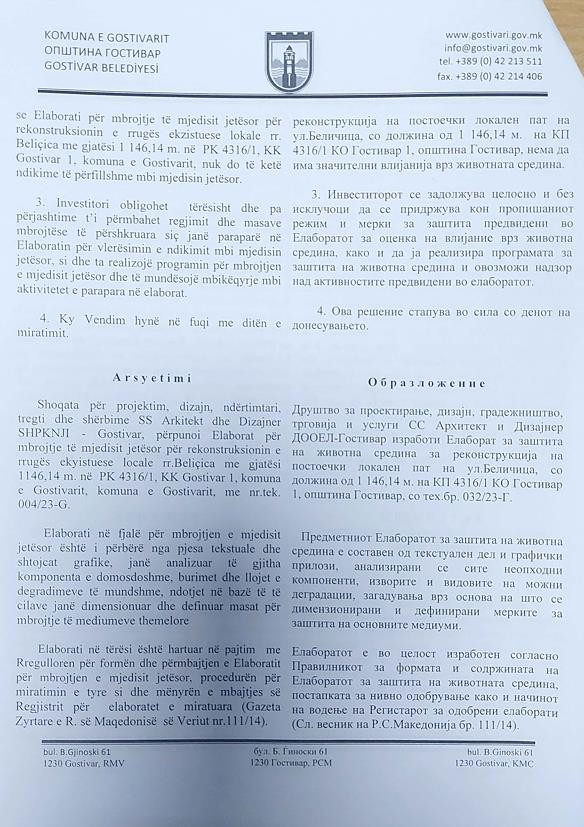 KOMUNA E GOSTIVARIT
ОПШТИНА ГОСТИВАР
GOSTİVAR BELEDİYESİ
www.gostivari.gov.mk
info@gostivari.gov.mk
tel. +389 (0) 42 213 511
fax. +389 (0) 42 214 406
se Elaborati për mbrojtje të mjedisit jetësor për
rekonstruksionin e rrugës ekzistuese lokale rr.
Beliçica me gjatësi 1 146,14 m. në PK 4316/1, KK
Gostivar 1, komuna e Gostivarit, nuk do të ketë
ndikime të përfillshme mbi mjedisin jetësor.
3. Investitori obligohet tërësisht dhe pa
përjashtime t'i përmbahet regjimit dhe masave
mbrojtëse të përshkruara siç janë paraparë në
Elaboratin për vlerësimin e ndikimit mbi mjedisin
jetësor, si dhe ta realizojë programin për mbrojtjen
e mjedisit jetësor dhe të mundësojë mbikëqyrje mbi
aktivitetet e parapara në elaborat.
4. Ky Vendim hynë në fuqi me ditën e
miratimit.
Arsyetimi
Shoqata për projektim, dizajn, ndërtimtari,
tregti dhe shërbime SS Arkitekt dhe Dizajner
SHPKNJI - Gostivar, përpunoi Elaborat për
mbrojtje të mjedisit jetësor për rekonstruksionin e
rrugës ekyistuese locale rr.Beliçica me gjatësi
1146,14 m. në PK 4316/1, KK Gostivar 1, komuna
e Gostivarit, komuna e Gostivarit, me nr.tek.
004/23-G.
Elaborati në fjalë për mbrojtjen e mjedisit
jetësor është i përbërë nga pjesa tekstuale dhe
shtojcat grafike, janë analizuar të gjitha
komponenta e domosdoshme, burimet dhe llojet e
degradimeve të mundshme, ndotjet në bazë të të
cilave janë dimensionuar dhe definuar masat për
mbrojtje të mediumeve themelore
Elaborati në tërësi është hartuar në pajtim me
Rregulloren për formën dhe përmbajtjen e Elaboratit
për mbrojtjen e mjedisit jetësor, procedurën për
miratimin e tyre si dhe mënyrën e mbajtjes së
Regjistrit për elaboratet e miratuara (Gazeta
Zyrtare e R. së Maqedonisë së Veriut nr.111/14).
реконструкција на постоечки локален пат на
ул.Беличица, со должина од 1 146,14 м. на КП
4316/1 КО Гостивар 1, општина Гостивар, нема да
има значителни влијанија врз животната средина.
3. Инвеститорот се задолжува целосно и без
исклучоци да се придржува кон пропишаниот
режим и мерки за заштита предвидени во
Елаборатот за оценка на влијание врз животна
средина, како и да ја реализира програмата за
заштита на животна средина и овозможи надзор
над активностите предвидени во елаборатот.
4. Ова решение стапува во сила со денот на
донесувањето.
Образложение
Друштво за проектирање, дизајн, градежништво,
трговија и услуги СС Архитект и Дизајнер
ДООЕЛ-Гостивар изработи Елаборат за заштита
на животна средина за реконструкција на
постоечки локален пат на ул.Беличица, со
должина од 1 146.14 м. на КП 4316/1 КО Гостивар
1, општина Гостивар, со тех.бр. 032/23-Г.
Предметниот Елаборатот за заштита на животна
средина е составен од текстуален дел и графички
прилози, анализирани се сите неопходни
компоненти, изворите и видовите на можни
деградации, загадувања врз основа на што се
димензионирани и дефинирани мерките за
заштита на основните медиуми.
Елаборатот е во целост изработен согласно
Правилникот за формата и содржината на
Елаборатот за заштита на животната средина,
постапката за нивно одобрување како и начинот
на водење на Регистарот за одобрени елаборати
(Сл. весник на Р.С.Македонија бр. 111/14).
bul. B.Gjinoski 61
1230 Gostivar, RMV
бул. Б. Гиноски 61
1230 Гостивар, РСМ
bul. B.Ginoski 61
1230 Gostivar, KMC